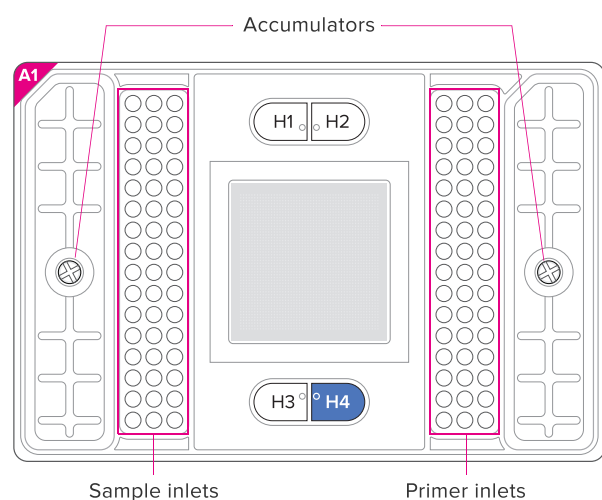 Accumulators
A1
H1 H2
H3 H4
Sample inlets
Primer inlets